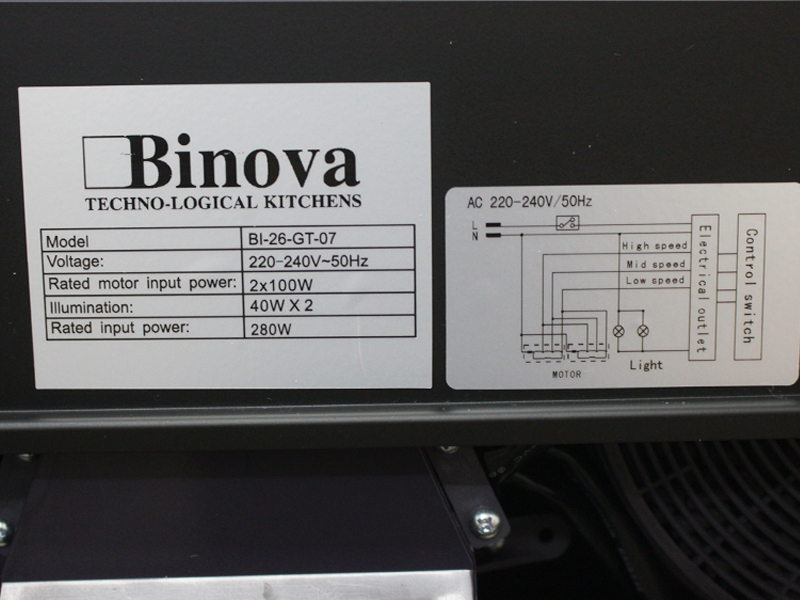 Binova
TECHNO-LOGICAL KITCHENS
Model BI-26-GT-07
Voltage: 220-240V~50Hz
Rated motor input power: 2x100W
Illumination: 40W X 2
Rated input power: 280W
AC 220-240V/50Hz
L
N
High speed
Mid speed
Low speed
Electrical outlet
Control switch
Light
MOTOR